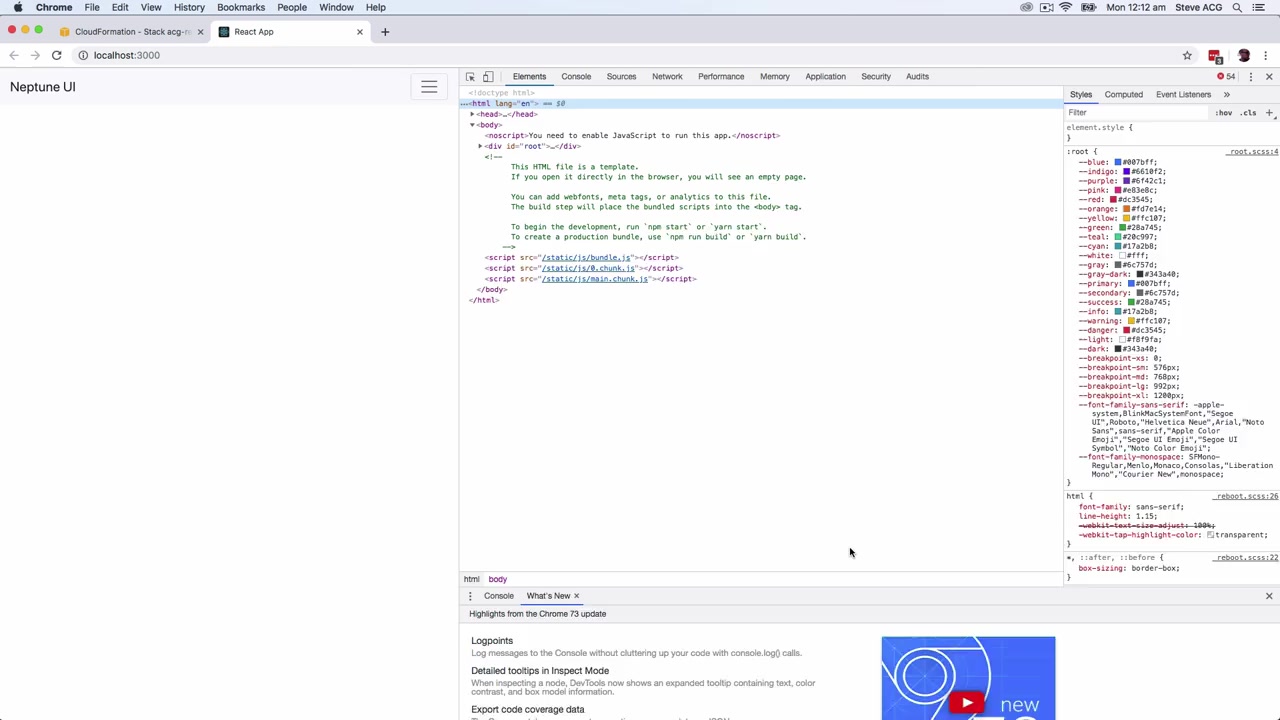 Chrome File Edit View History Bookmarks People Window Help
Mon 12:12 am Steve ACG
CloudFormation - Stack acg-r
React App
localhost:3000
3
Neptune UI
Elements Console Sources Network Performance Memory Application Security Audits
54
<!doctype html>
…<html lang="en"> == $0
<head>…</head>
<body>
<noscript>You need to enable JavaScript to run this app.</noscript>
<div id="root">…</div>
<!--
This HTML file is a template.
If you open it directly in the browser, you will see an empty page.
You can add webfonts, meta tags, or analytics to this file.
The build step will place the bundled scripts into the <body> tag.
To begin the development, run `npm start` or `yarn start`.
To create a production bundle, use `npm run build` or `yarn build`.
-->
<script src="/static/js/bundle.js"></script>
<script src="/static/js/0.chunk.js"></script>
<script src="/static/js/main.chunk.js"></script>
</body>
</html>
html body
Styles Computed Event Listeners »
Filter :hov .cls +
element.style {
}
:root { _root.scss:4
--blue: #007bff;
--indigo: #6610f2;
--purple: #6f42c1;
--pink: #e83e8c;
--red: #dc3545;
--orange: #fd7e14;
--yellow: #ffc107;
--green: #28a745;
--teal: #20c997;
--cyan: #17a2b8;
--white: #fff;
--gray: #6c757d;
--gray-dark: #343a40;
--primary: #007bff;
--secondary: #6c757d;
--success: #28a745;
--info: #17a2b8;
--warning: #ffc107;
--danger: #dc3545;
--light: #f8f9fa;
--dark: #343a40;
--breakpoint-xs: 0;
--breakpoint-sm: 576px;
--breakpoint-md: 768px;
--breakpoint-lg: 992px;
--breakpoint-xl: 1200px;
--font-family-sans-serif: -apple-
system,BlinkMacSystemFont,"Segoe
UI",Roboto,"Helvetica Neue",Arial,"Noto
Sans",sans-serif,"Apple Color
Emoji","Segoe UI Emoji","Segoe UI
Symbol","Noto Color Emoji";
--font-family-monospace: SFMono-
Regular,Menlo,Monaco,Consolas,"Liberation
Mono","Courier New",monospace;
}
html { _reboot.scss:26
font-family: sans-serif;
line-height: 1.15;
-webkit-text-size-adjust: 100%;
-webkit-tap-highlight-color: transparent;
}
*, ::after, ::before { _reboot.scss:22
box-sizing: border-box;
}
Console What's New
Highlights from the Chrome 73 update
Logpoints
Log messages to the Console without cluttering up your code with console.log() calls.
Detailed tooltips in Inspect Mode
When inspecting a node, DevTools now shows an expanded tooltip containing text, color
contrast, and box model information.
Export code coverage data
new